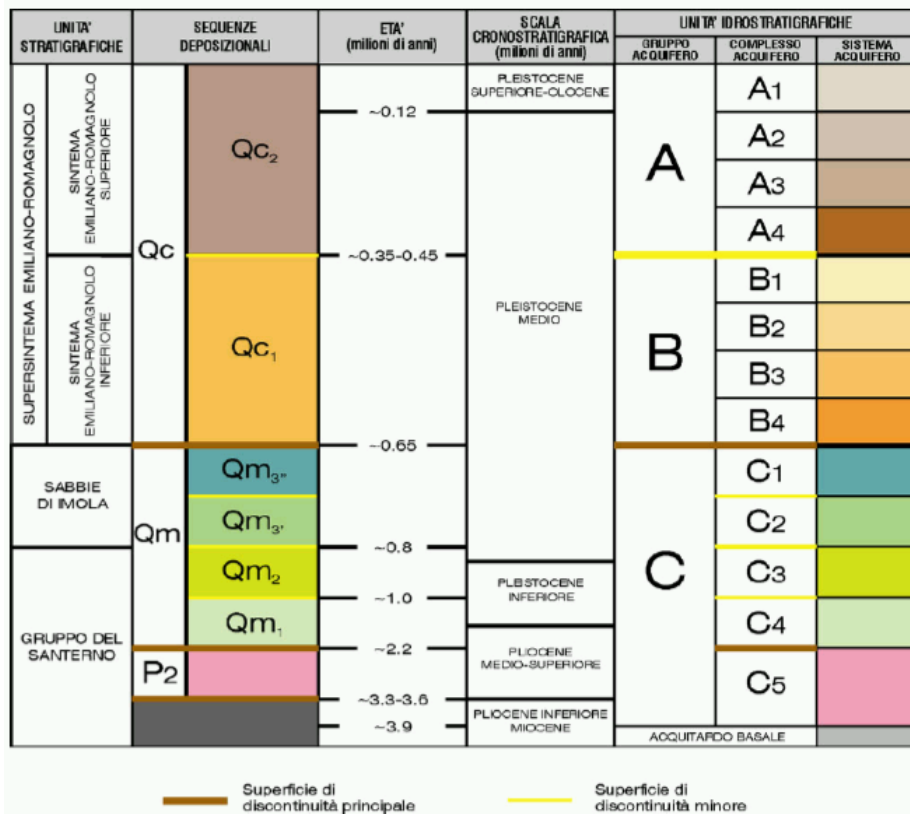 UNITA' STRATIGRAFICHE
SEQUENZE DEPOSIZIONALI
ETA' (milioni di anni)
SCALA CRONOSTRATIGRAFICA (milioni di anni)
UNITA' IDROSTRATIGRAFICHE
GRUPPO ACQUIFERO
COMPLESSO ACQUIFERO
SISTEMA ACQUIFERO
SUPERSINTEMA EMILIANO-ROMAGNOLO
SINTEMA EMILIANO-ROMAGNOLO SUPERIORE
SINTEMA EMILIANO-ROMAGNOLO INFERIORE
SABBIE DI IMOLA
GRUPPO DEL SANTERNO
Qc
Qm
P2
Qc2
Qc1
Qm3"
Qm3'
Qm2
Qm1
~0.12
~0.35-0.45
~0.65
~0.8
~1.0
~2.2
~3.3-3.6
~3.9
PLEISTOCENE SUPERIORE-OLOCENE
PLEISTOCENE MEDIO
PLEISTOCENE INFERIORE
PLIOCENE MEDIO-SUPERIORE
PLIOCENE INFERIORE MIOCENE
A
B
C
A1
A2
A3
A4
B1
B2
B3
B4
C1
C2
C3
C4
C5
ACQUITARDO BASALE
Superficie di discontinuità principale
Superficie di discontinuità minore